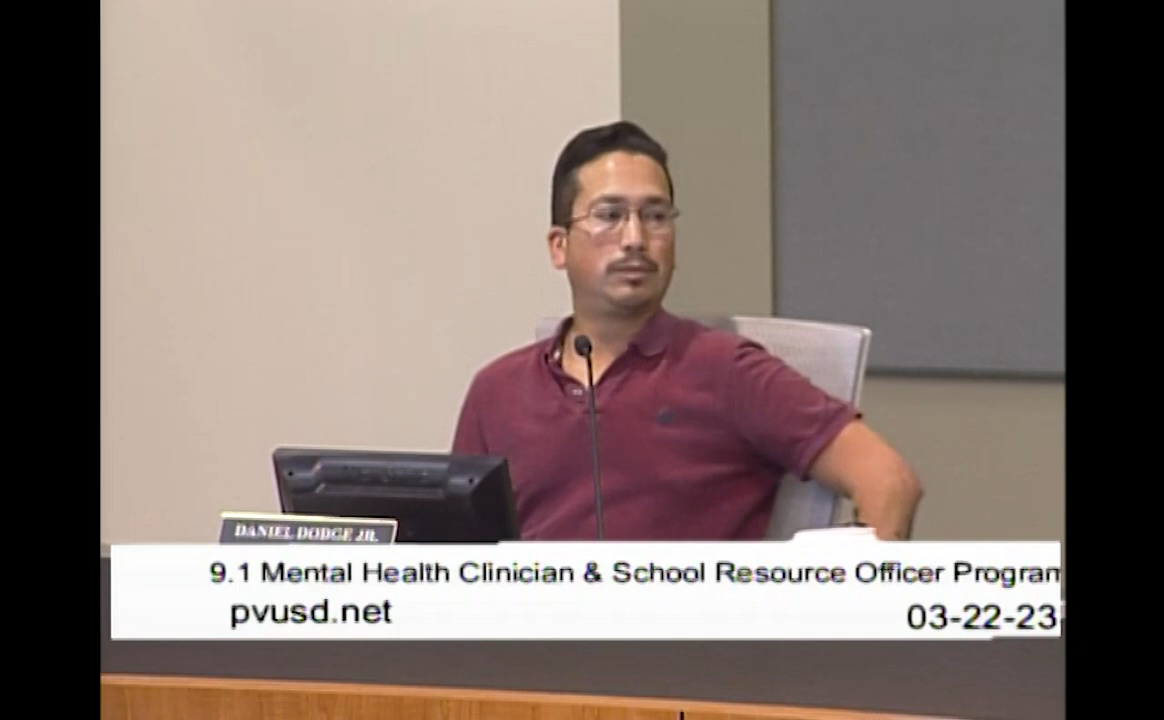 DANIEL DODGE JR.
9.1 Mental Health Clinician & School Resource Officer Program
pvusd.net
03-22-23